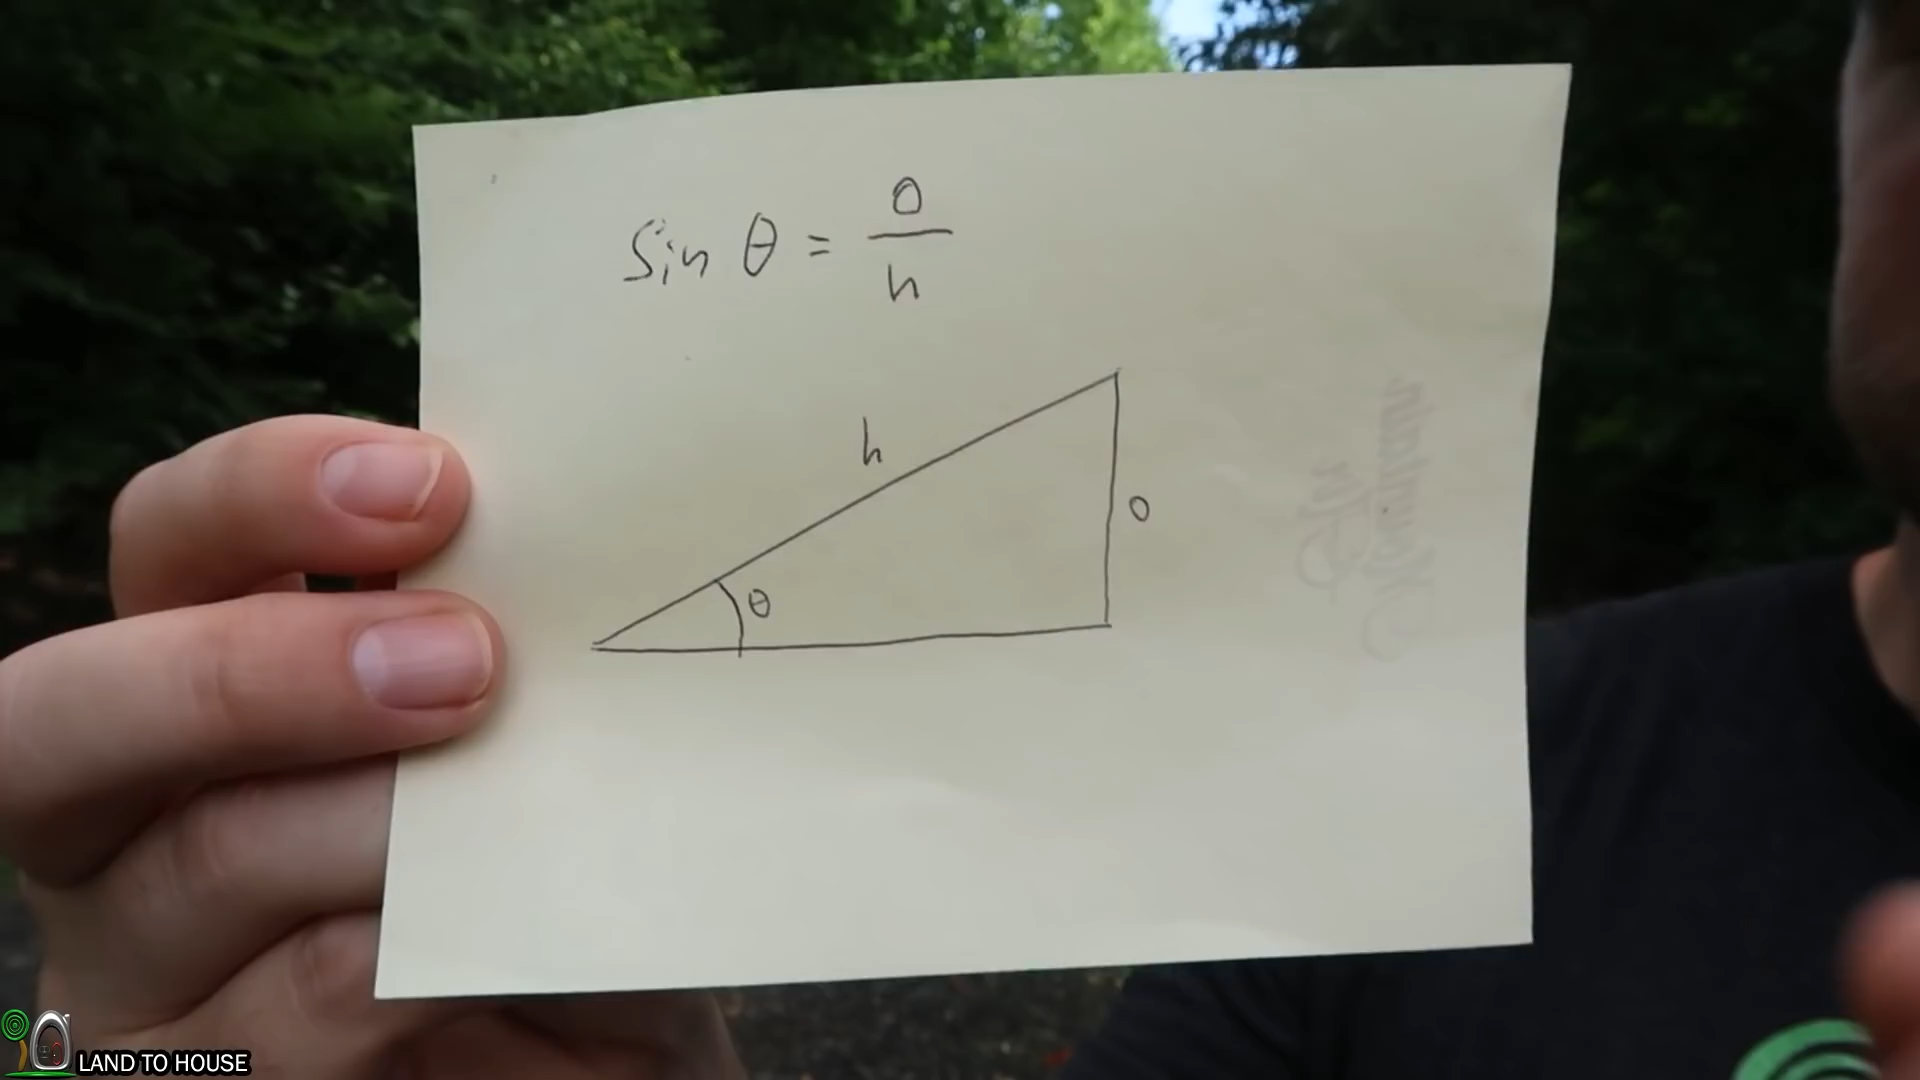 Sin θ = o/h
h
o
θ
LAND TO HOUSE